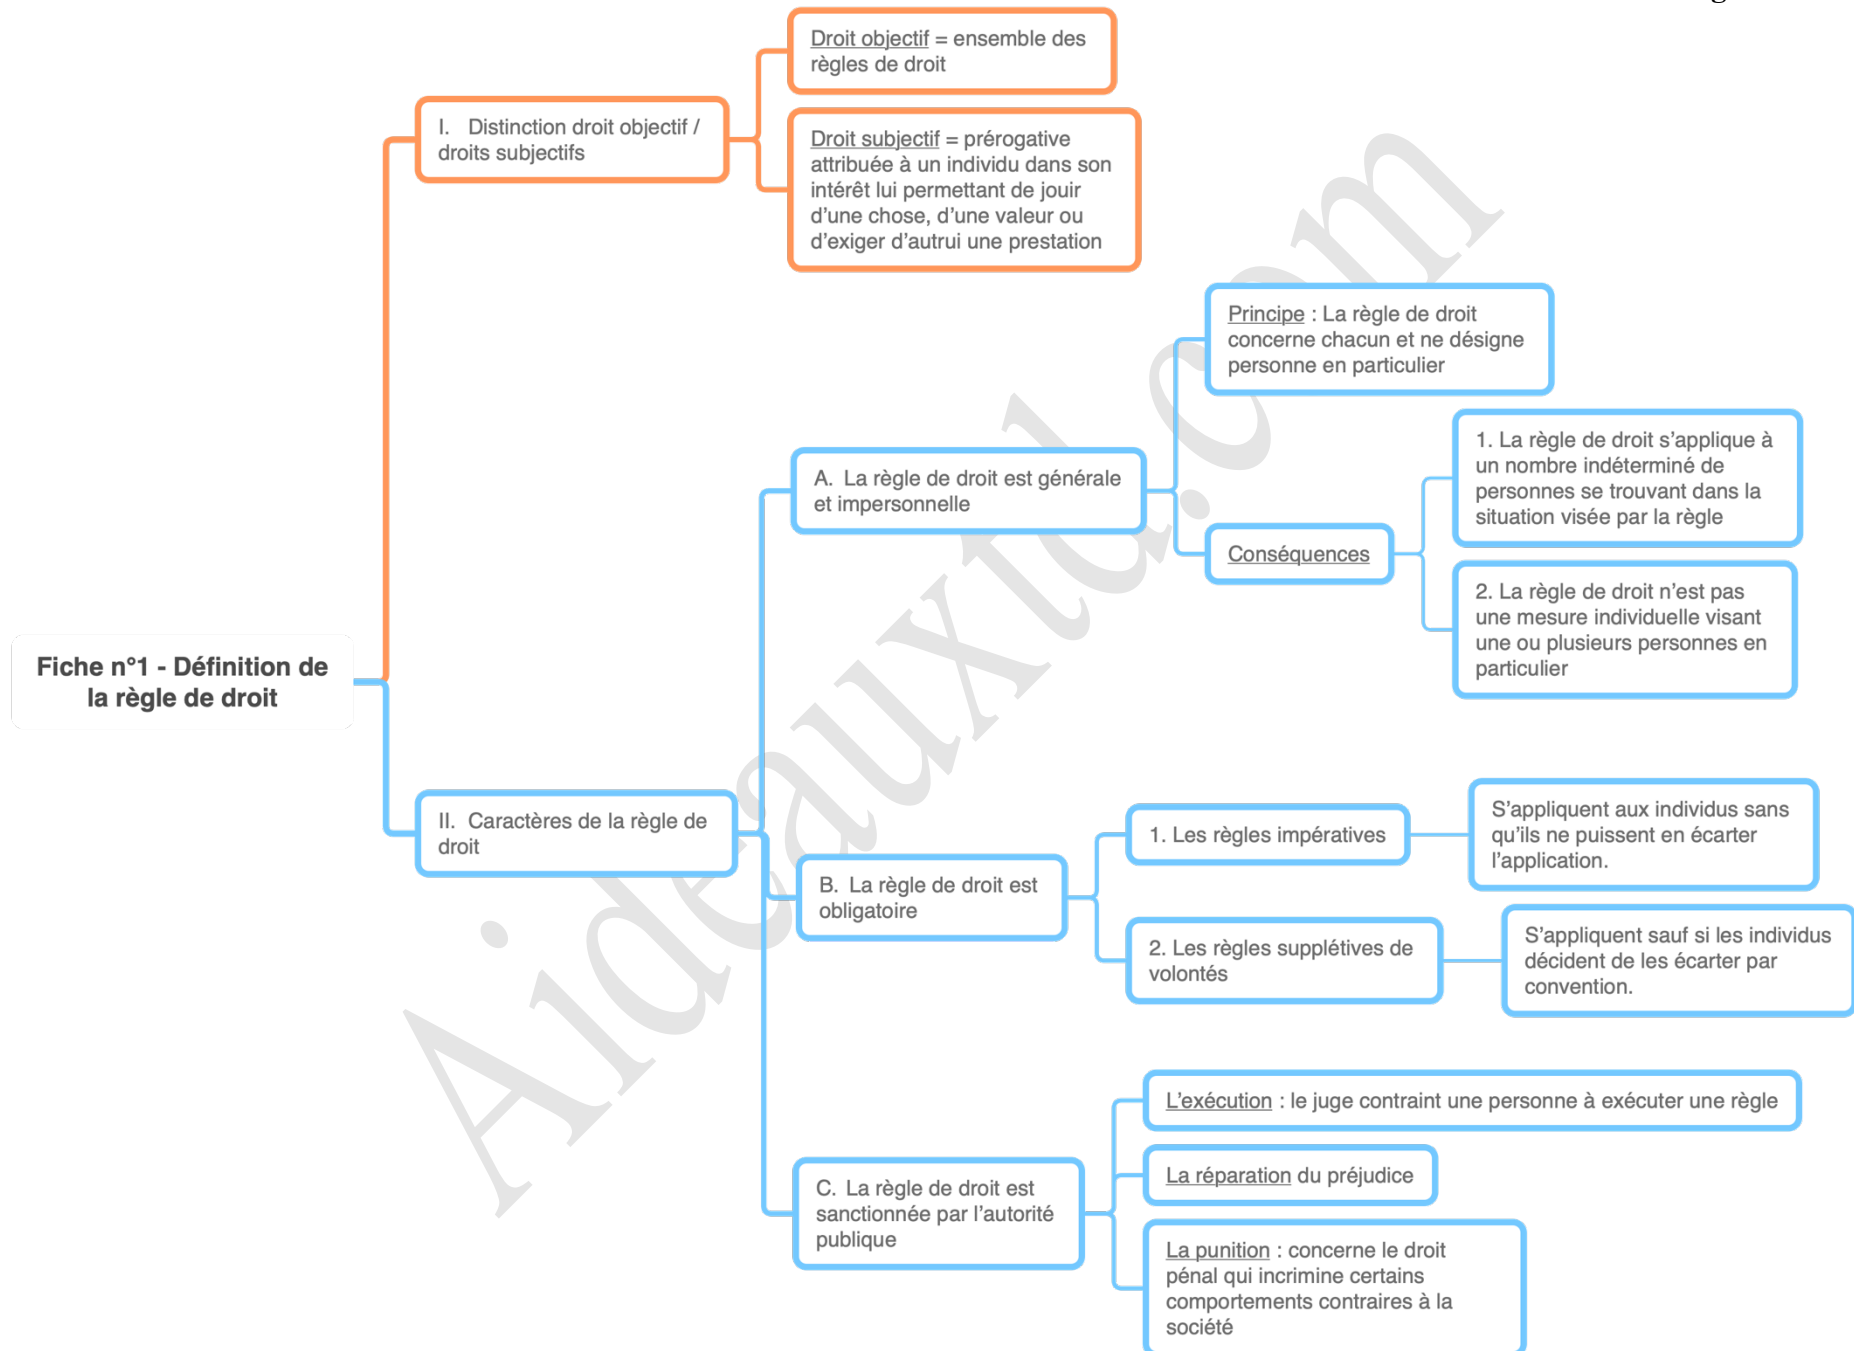 Droit objectif = ensemble des
règles de droit
I. Distinction droit objectif /
droits subjectifs
Droit subjectif = prérogative
attribuée à un individu dans son
intérêt lui permettant de jouir
d'une chose, d'une valeur ou
d'exiger d'autrui une prestation
Principe : La règle de droit
concerne chacun et ne désigne
personne en particulier
A. La règle de droit est générale
et impersonnelle
1. La règle de droit s'applique à
un nombre indéterminé de
personnes se trouvant dans la
situation visée par la règle
Conséquences
2. La règle de droit n'est pas
une mesure individuelle visant
une ou plusieurs personnes en
particulier
Fiche n°1 - Définition de
la règle de droit
II. Caractères de la règle de
droit
1. Les règles impératives
S'appliquent aux individus sans
qu'ils ne puissent en écarter
l'application.
B. La règle de droit est
obligatoire
2. Les règles supplétives de
volontés
S'appliquent sauf si les individus
décident de les écarter par
convention.
L'exécution : le juge contraint une personne à exécuter une règle
La réparation du préjudice
C. La règle de droit est
sanctionnée par l'autorité
publique
La punition : concerne le droit
pénal qui incrimine certains
comportements contraires à la
société
Aideauxtd.com